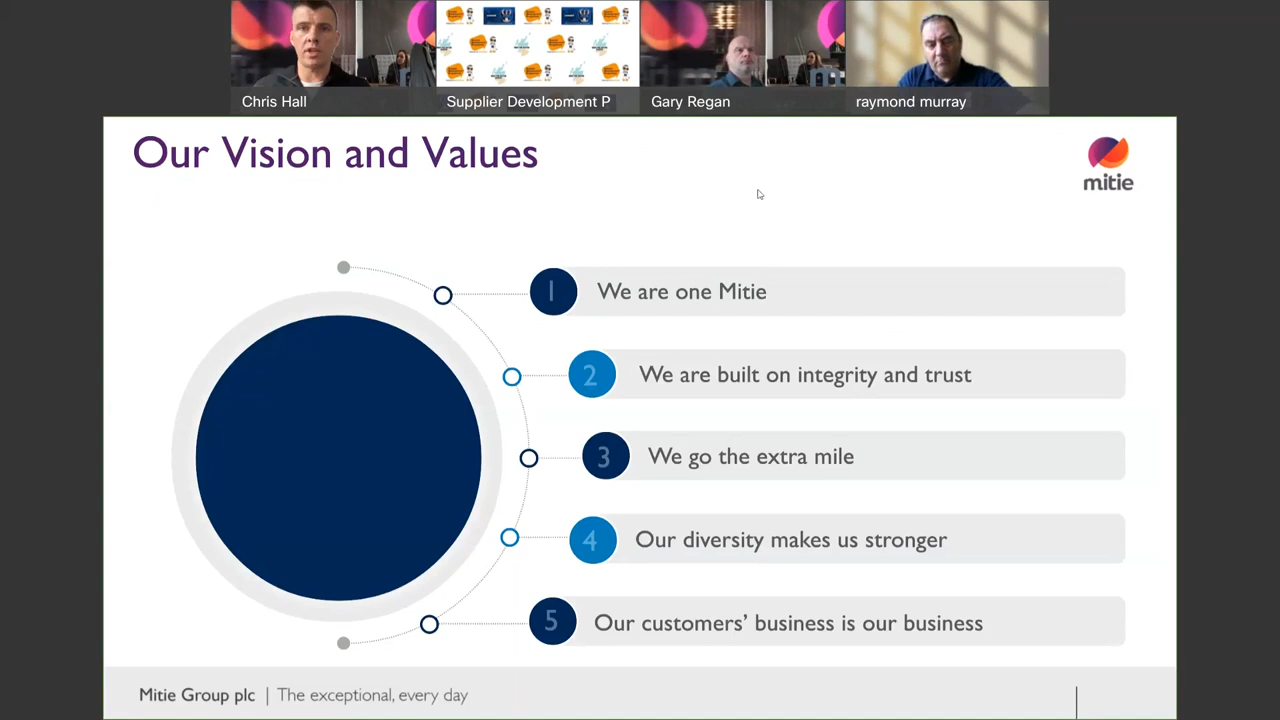 Chris Hall
Supplier Development P
Gary Regan
raymond murray
Our Vision and Values
mitie
1 We are one Mitie
2 We are built on integrity and trust
3 We go the extra mile
4 Our diversity makes us stronger
5 Our customers’ business is our business
Mitie Group plc | The exceptional, every day